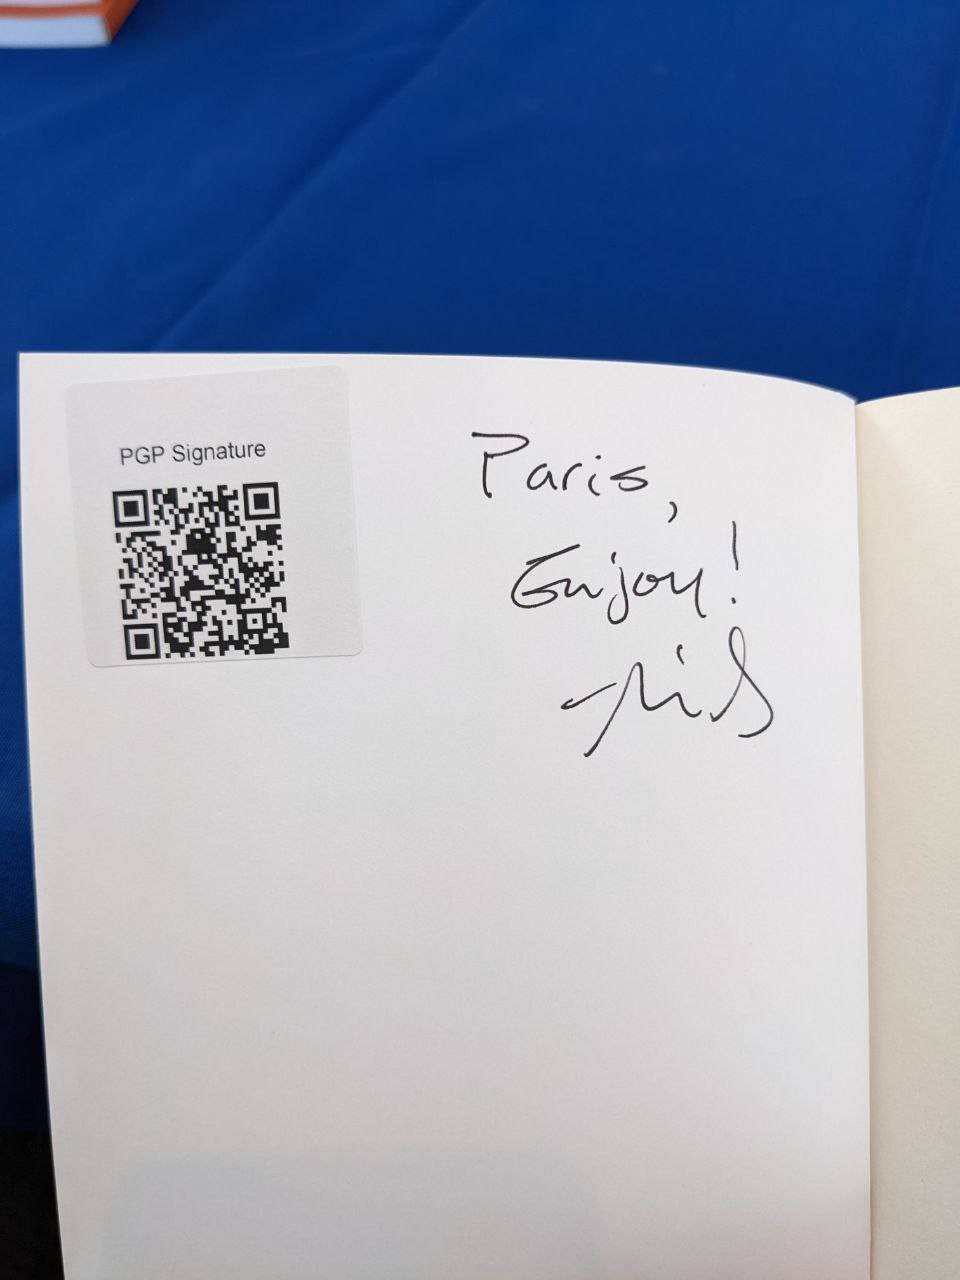 PGP Signature
Paris,
Enjoy!